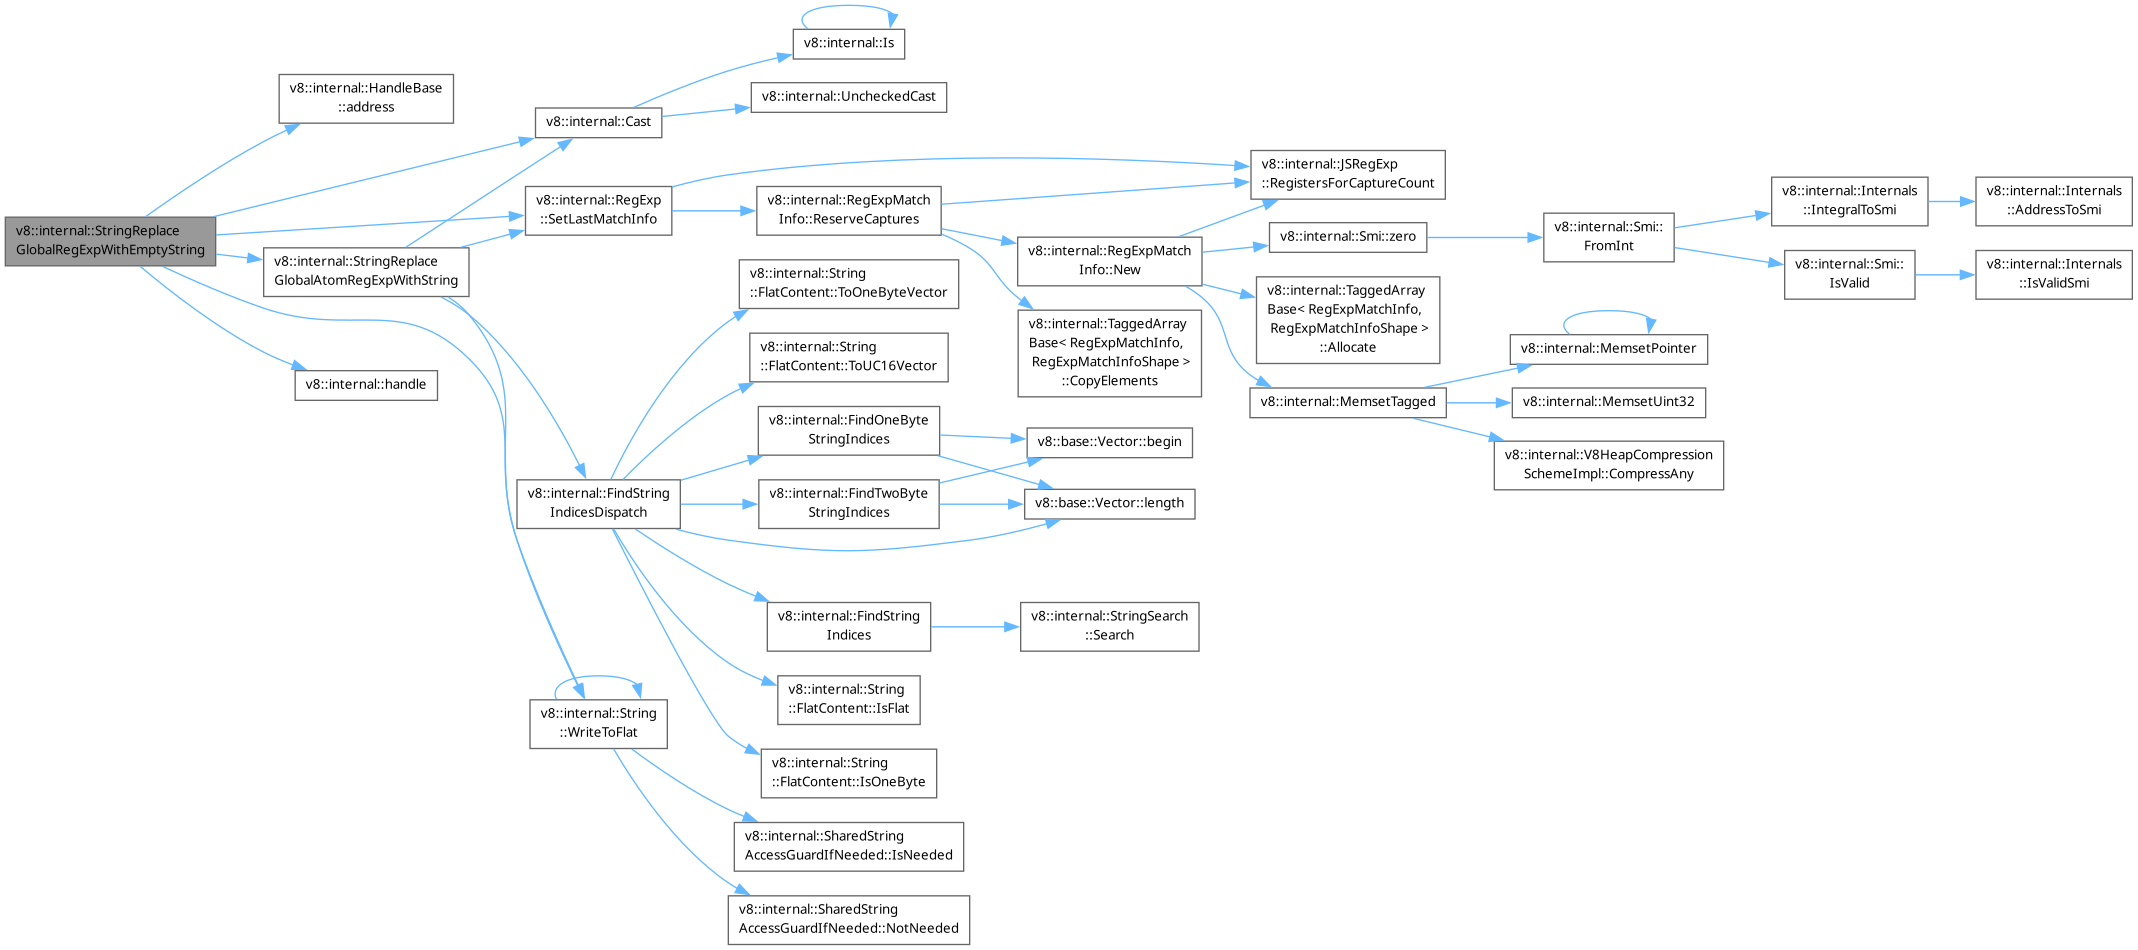 v8::internal::StringReplace
GlobalRegExpWithEmptyString
v8::internal::HandleBase
::address
v8::internal::Cast
v8::internal::Is
v8::internal::UncheckedCast
v8::internal::RegExp
::SetLastMatchInfo
v8::internal::JSRegExp
::RegistersForCaptureCount
v8::internal::RegExpMatch
Info::ReserveCaptures
v8::internal::RegExpMatch
Info::New
v8::internal::Smi::zero
v8::internal::Smi::
FromInt
v8::internal::Internals
::IntegralToSmi
v8::internal::Internals
::AddressToSmi
v8::internal::Smi::
IsValid
v8::internal::Internals
::IsValidSmi
v8::internal::TaggedArray
Base< RegExpMatchInfo,
RegExpMatchInfoShape >
::Allocate
v8::internal::MemsetTagged
v8::internal::MemsetPointer
v8::internal::MemsetUint32
v8::internal::V8HeapCompression
SchemeImpl::CompressAny
v8::internal::TaggedArray
Base< RegExpMatchInfo,
RegExpMatchInfoShape >
::CopyElements
v8::internal::StringReplace
GlobalAtomRegExpWithString
v8::internal::handle
v8::internal::FindString
IndicesDispatch
v8::internal::String
::FlatContent::ToOneByteVector
v8::internal::String
::FlatContent::ToUC16Vector
v8::internal::FindOneByte
StringIndices
v8::internal::FindTwoByte
StringIndices
v8::base::Vector::begin
v8::base::Vector::length
v8::internal::FindString
Indices
v8::internal::StringSearch
::Search
v8::internal::String
::FlatContent::IsFlat
v8::internal::String
::FlatContent::IsOneByte
v8::internal::String
::WriteToFlat
v8::internal::SharedString
AccessGuardIfNeeded::IsNeeded
v8::internal::SharedString
AccessGuardIfNeeded::NotNeeded